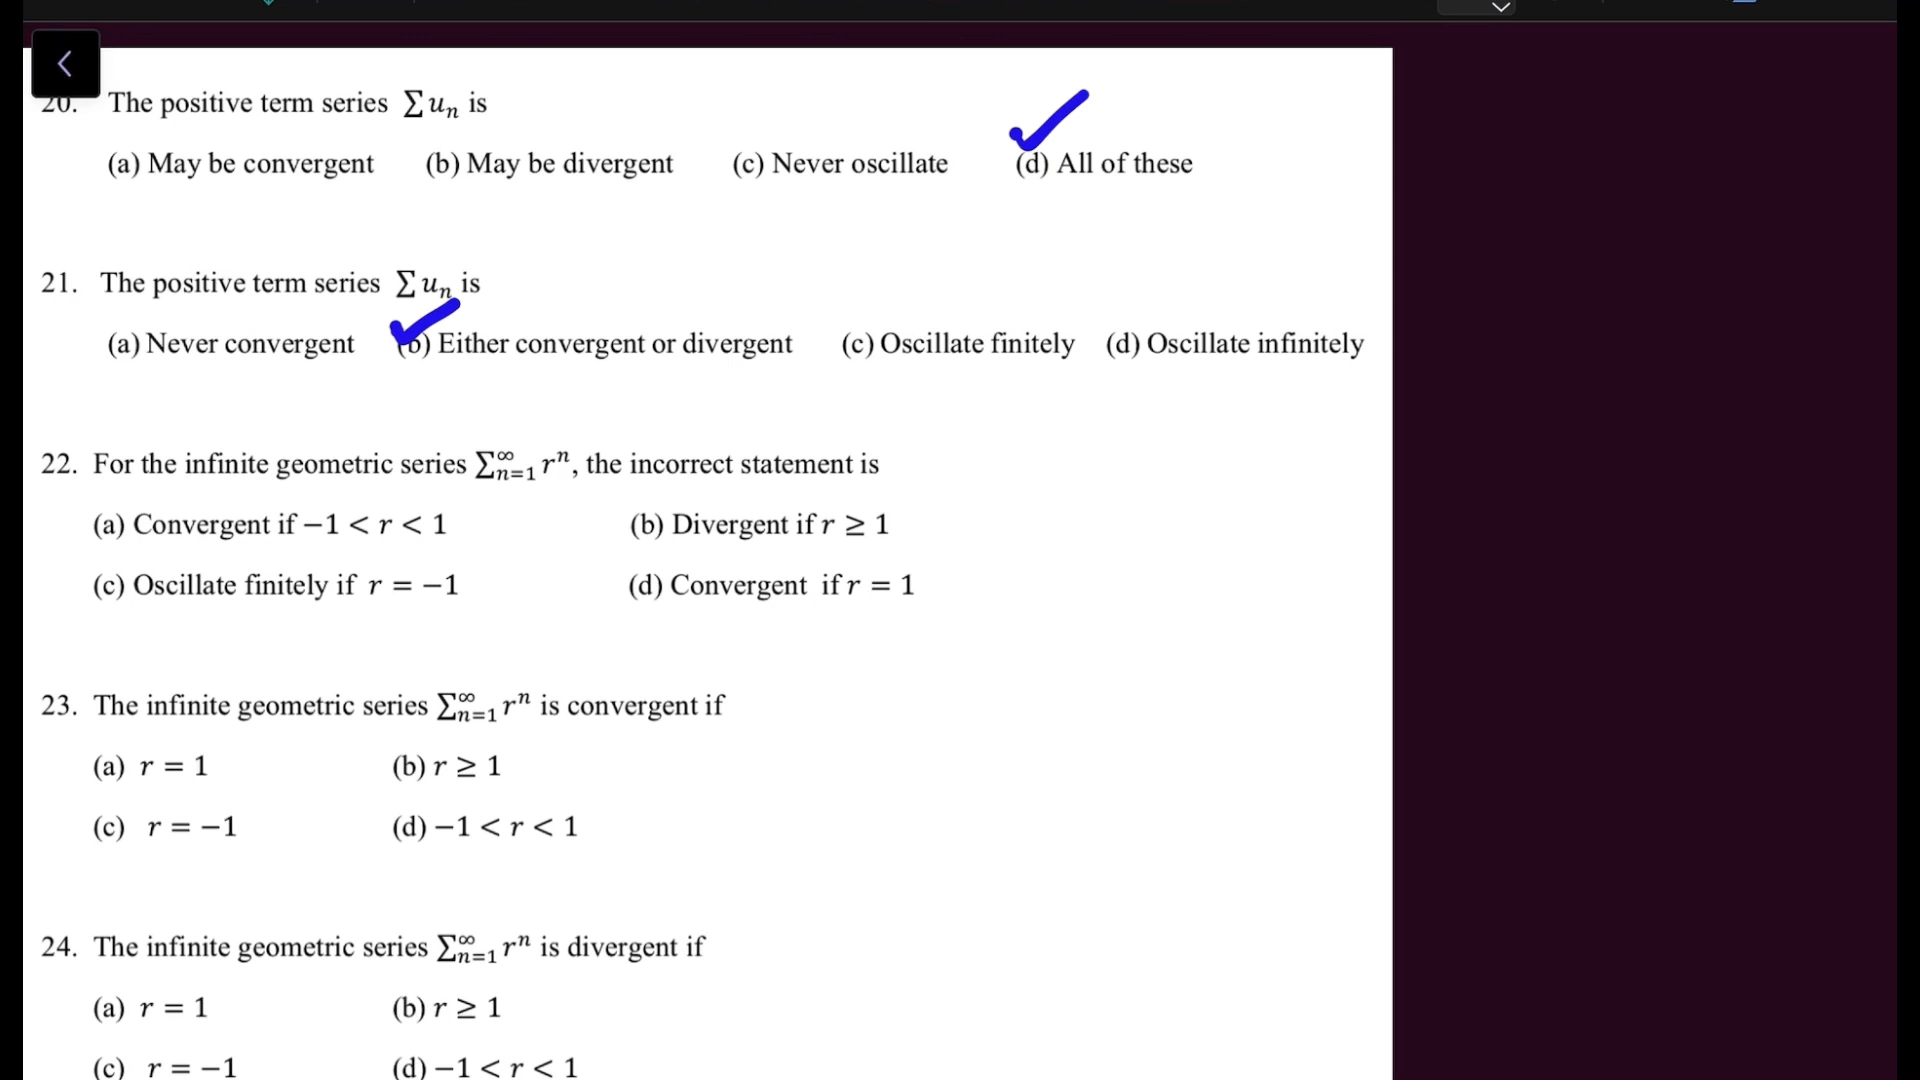 20. The positive term series ∑ uₙ is
(a) May be convergent (b) May be divergent (c) Never oscillate (d) All of these
21. The positive term series ∑ uₙ is
(a) Never convergent (b) Either convergent or divergent (c) Oscillate finitely (d) Oscillate infinitely
22. For the infinite geometric series ∑ₙ₌₁^∞ rⁿ, the incorrect statement is
(a) Convergent if −1 < r < 1 (b) Divergent if r ≥ 1
(c) Oscillate finitely if r = −1 (d) Convergent if r = 1
23. The infinite geometric series ∑ₙ₌₁^∞ rⁿ is convergent if
(a) r = 1 (b) r ≥ 1
(c) r = −1 (d) −1 < r < 1
24. The infinite geometric series ∑ₙ₌₁^∞ rⁿ is divergent if
(a) r = 1 (b) r ≥ 1
(c) r = −1 (d) −1 < r < 1